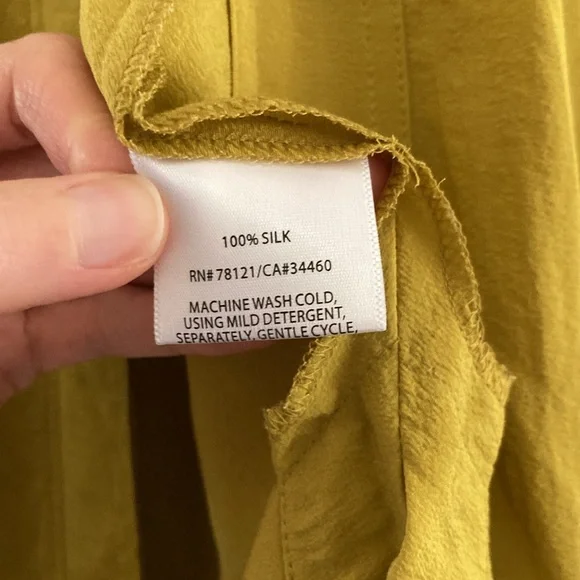 100% SILK
RN# 78121/CA#34460
MACHINE WASH COLD,
USING MILD DETERGENT,
SEPARATELY, GENTLE CYCLE,